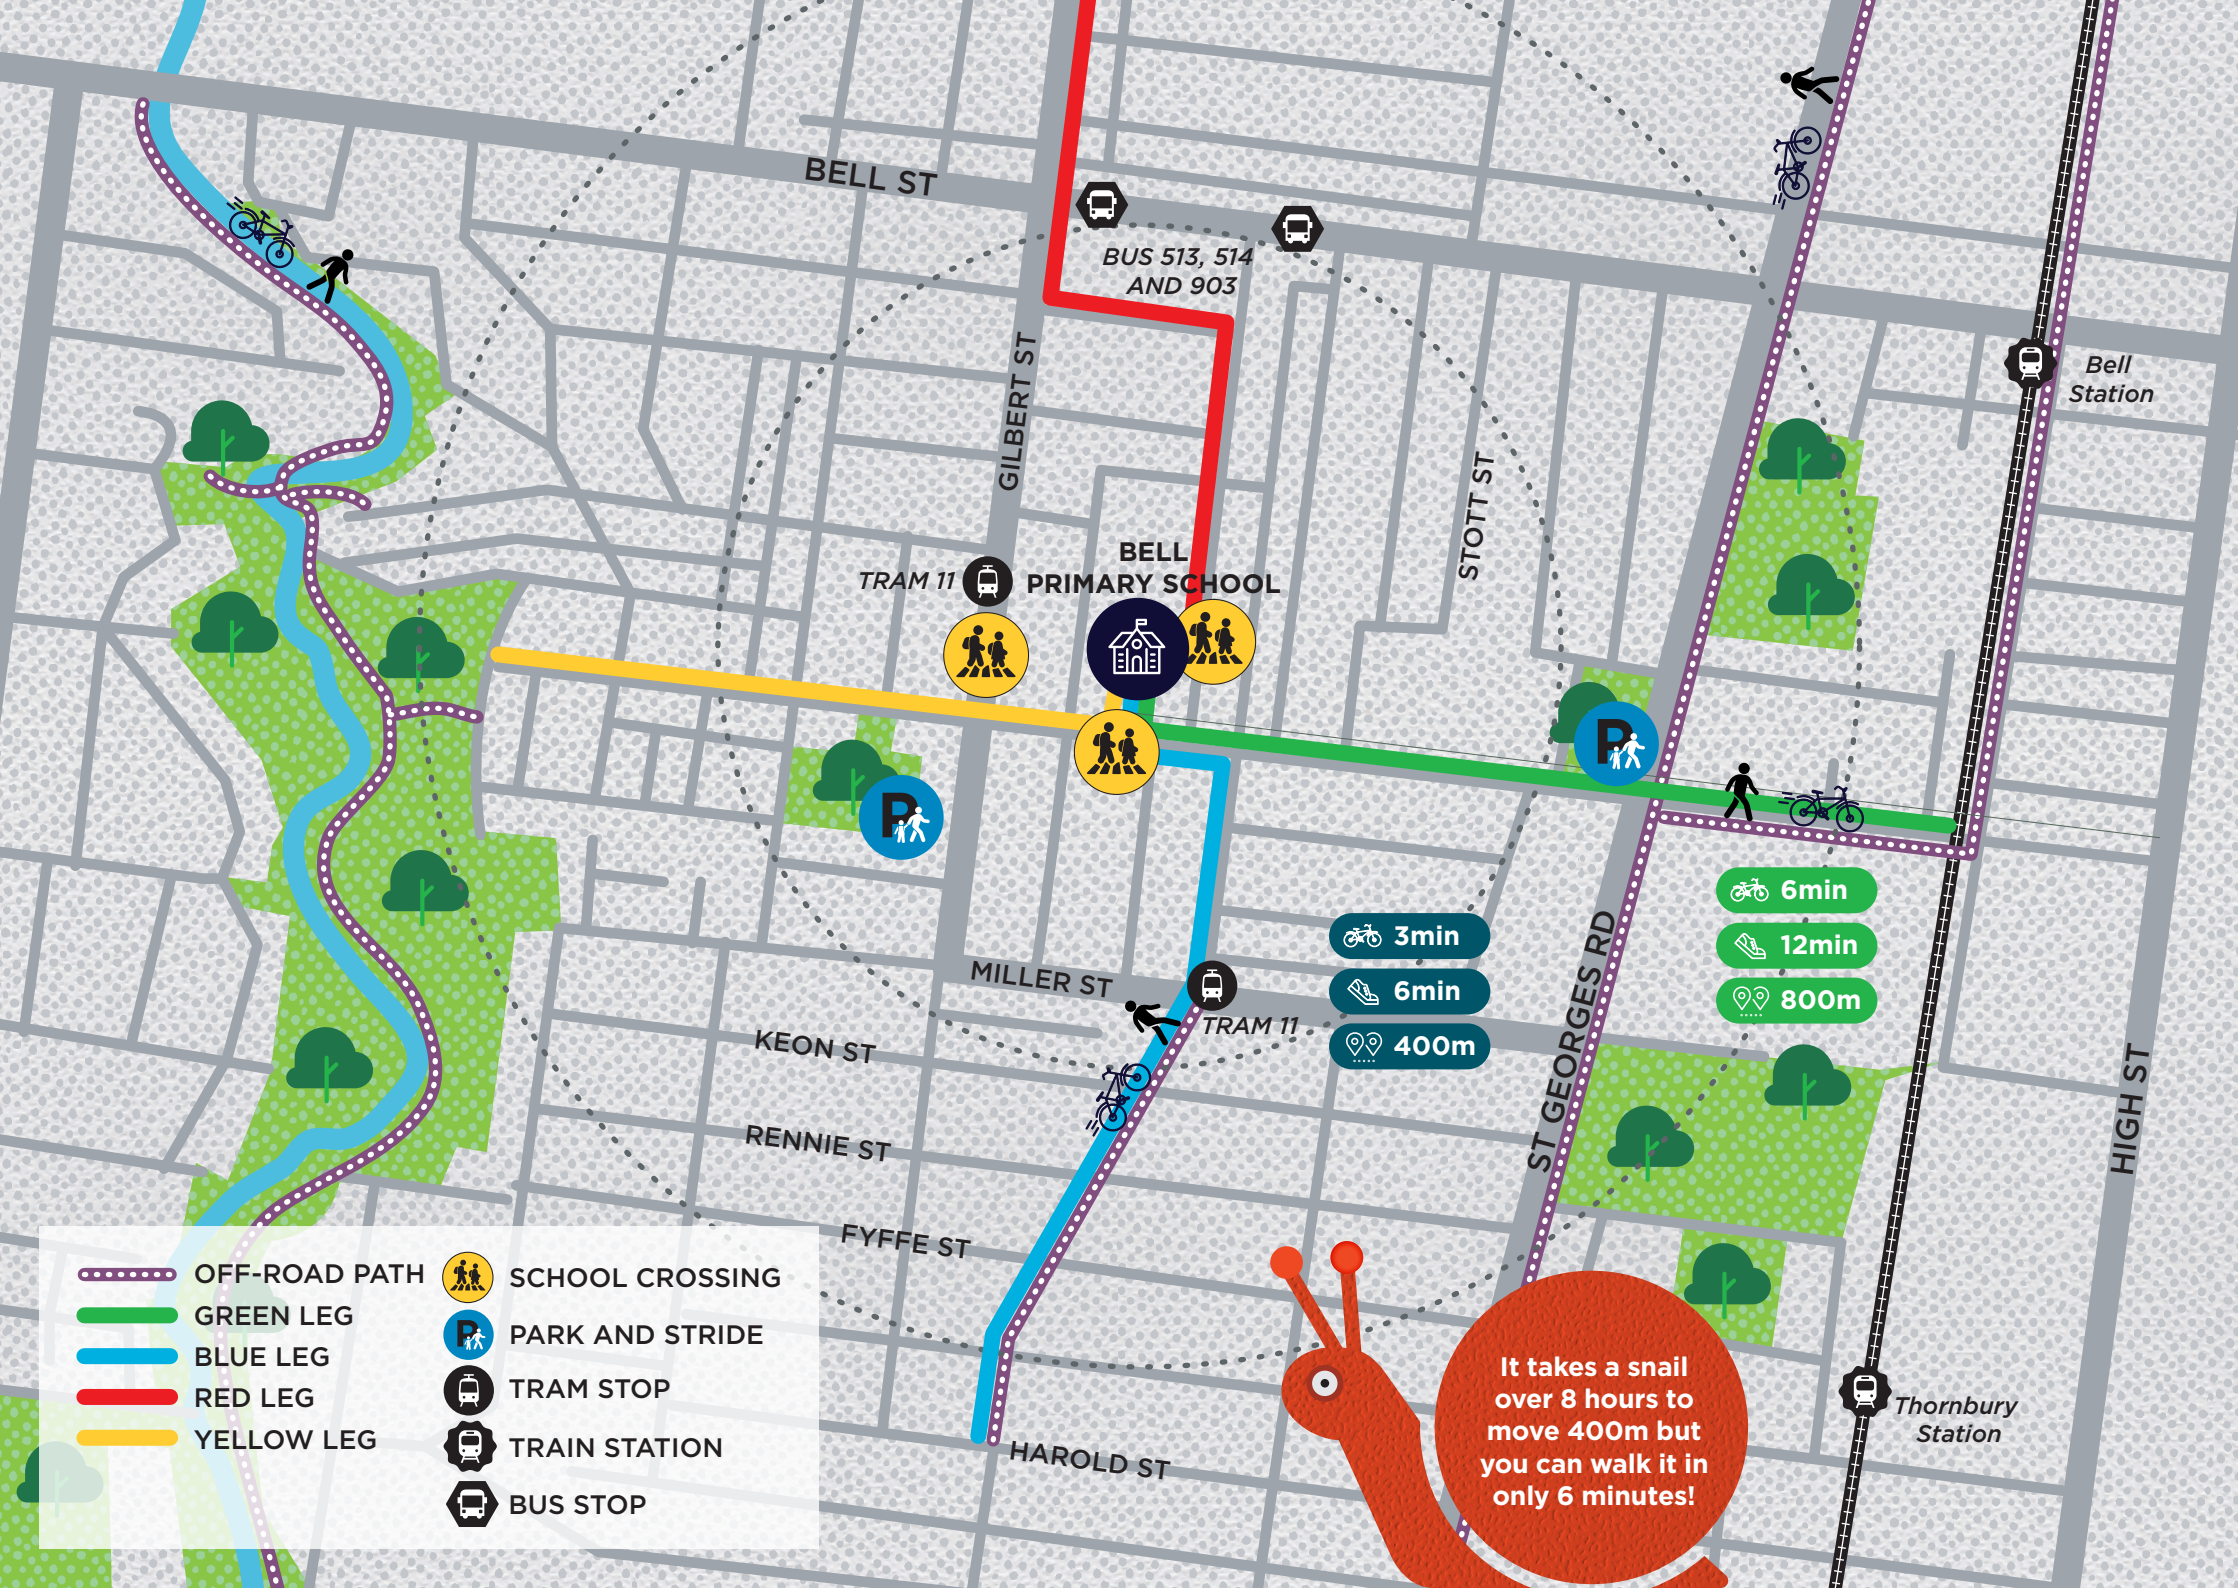 BELL ST
BUS 513, 514
AND 903
Bell
Station
GILBERT ST
STOTT ST
BELL
PRIMARY SCHOOL
TRAM 11
P
P
6min
12min
800m
3min
6min
400m
MILLER ST
TRAM 11
KEON ST
ST GEORGES RD
HIGH ST
RENNIE ST
FYFFE ST
HAROLD ST
Thornbury
Station
It takes a snail
over 8 hours to
move 400m but
you can walk it in
only 6 minutes!
OFF-ROAD PATH
GREEN LEG
BLUE LEG
RED LEG
YELLOW LEG
SCHOOL CROSSING
P
PARK AND STRIDE
TRAM STOP
TRAIN STATION
BUS STOP